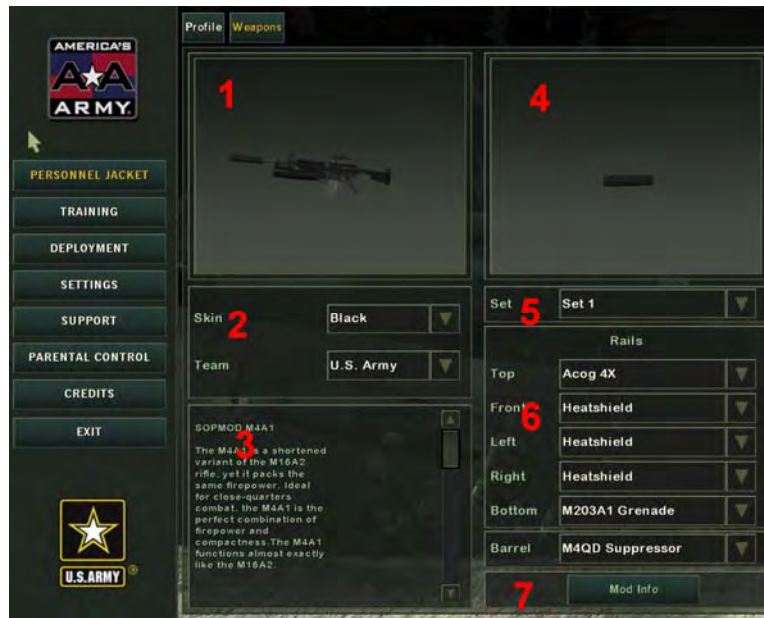 AMERICA'S
AA
ARMY.
PERSONNEL JACKET
TRAINING
DEPLOYMENT
SETTINGS
SUPPORT
PARENTAL CONTROL
CREDITS
EXIT
U.S.ARMY ®
Profile
Weapons
1
4
Skin
2
Black
Team
U.S. Army
3
SOPMOD M4A1
The M4A1 is a shortened
variant of the M16A2
rifle, yet it packs the
same firepower. Ideal
for close-quarters
combat, the M4A1 is the
perfect combination of
firepower and
compactness.The M4A1
functions almost exactly
like the M16A2.
Set
5
Set 1
Rails
Top
Acog 4X
Front
6
Heatshield
Left
Heatshield
Right
Heatshield
Bottom
M203A1 Grenade
Barrel
M4QD Suppressor
7
Mod Info